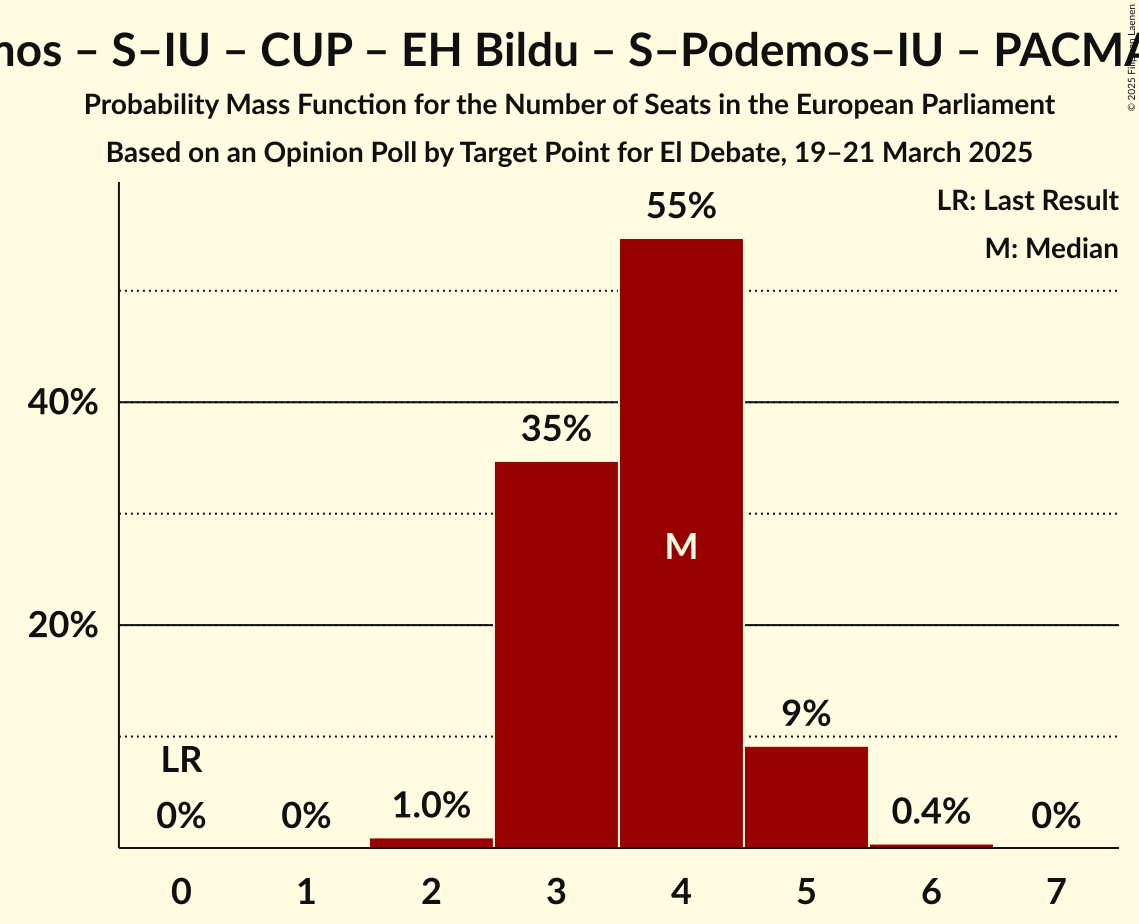 – S–IU – CUP – EH Bildu – S–Podemos–IU –
Probability Mass Function for the Number of Seats in the European Parliament
Based on an Opinion Poll by Target Point for El Debate, 19–21 March 2025
© 2025 Filip Laenen
LR: Last Result
M: Median
55%
40%
35%
M
20%
9%
LR
0%
0%
1.0%
0.4%
0%
0
1
2
3
4
5
6
7